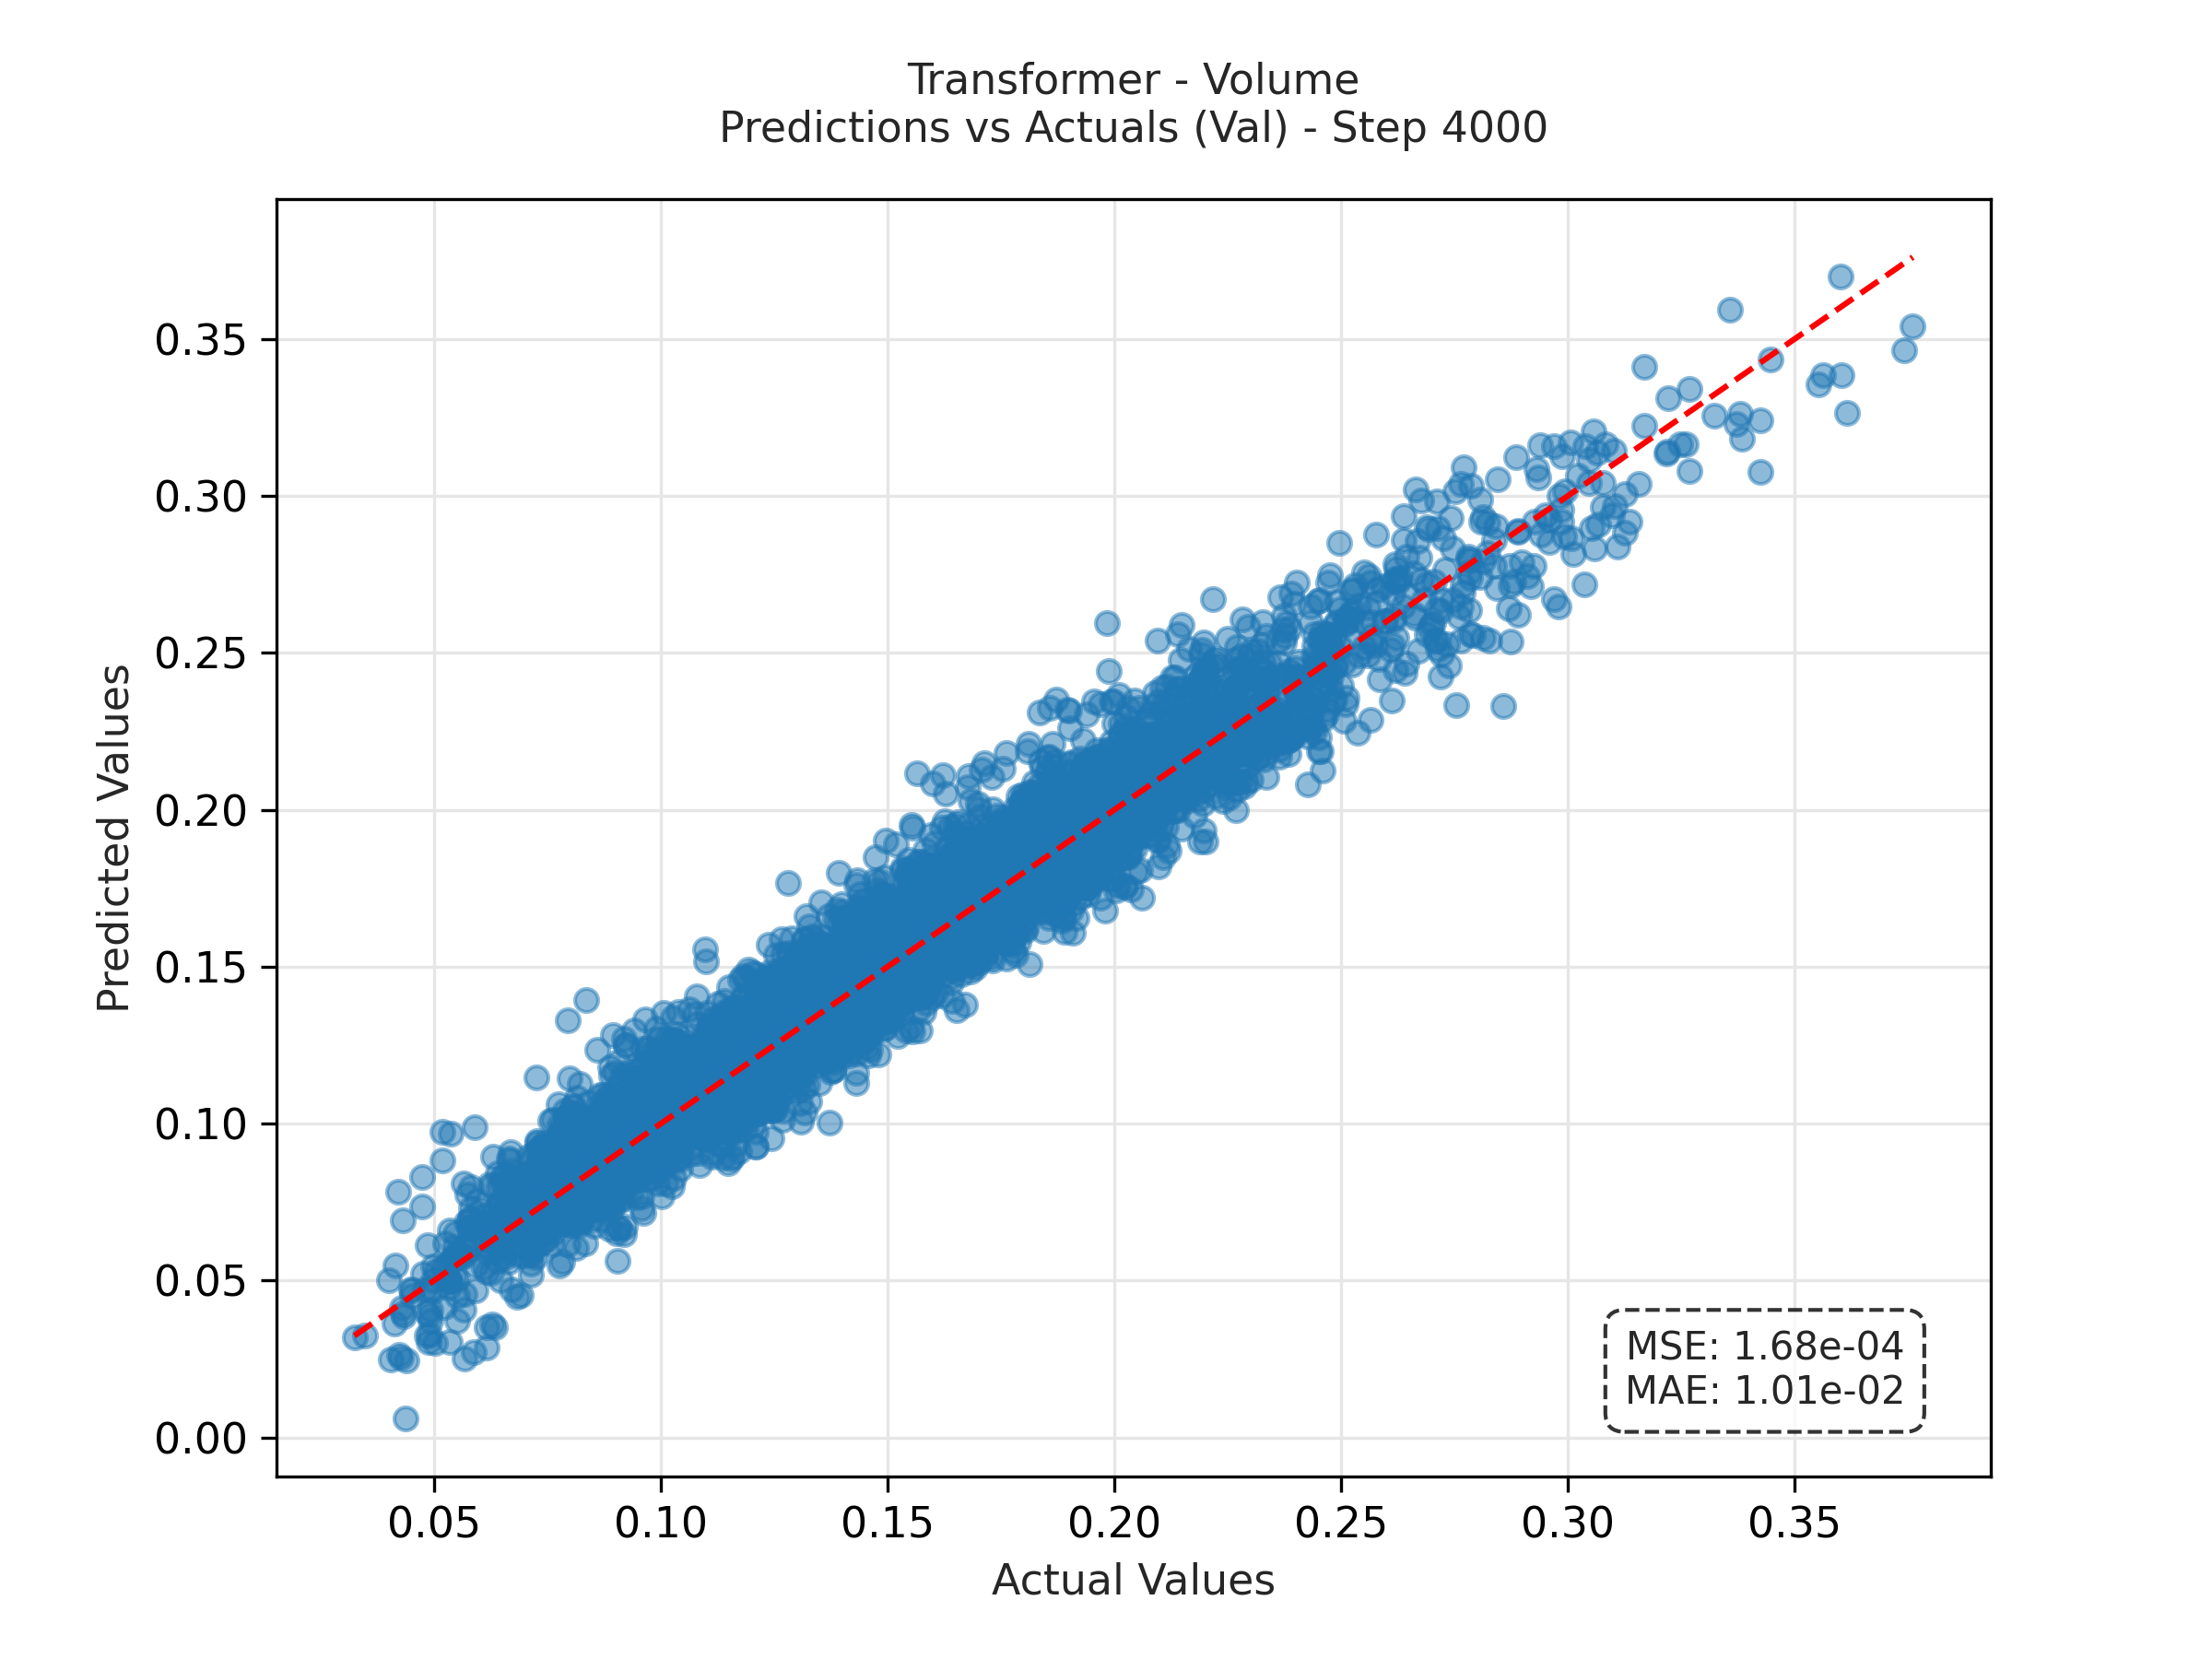 Transformer - Volume
Predictions vs Actuals (Val) - Step 4000
Predicted Values
0.35
0.30
0.25
0.20
0.15
0.10
0.05
0.00
MSE: 1.68e-04
MAE: 1.01e-02
0.05 0.10 0.15 0.20 0.25 0.30 0.35
Actual Values